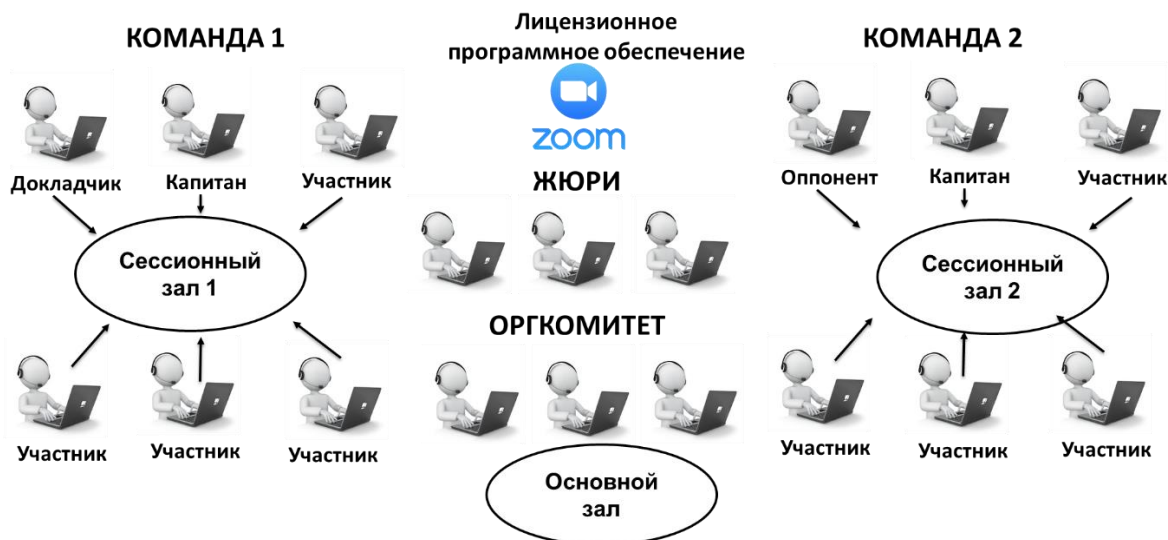 КОМАНДА 1
Лицензионное
программное обеспечение
КОМАНДА 2
zoom
Докладчик
Капитан
Участник
ЖЮРИ
Оппонент
Капитан
Участник
Сессионный
зал 1
Сессионный
зал 2
ОРГКОМИТЕТ
Участник
Участник
Участник
Участник
Участник
Участник
Основной
зал